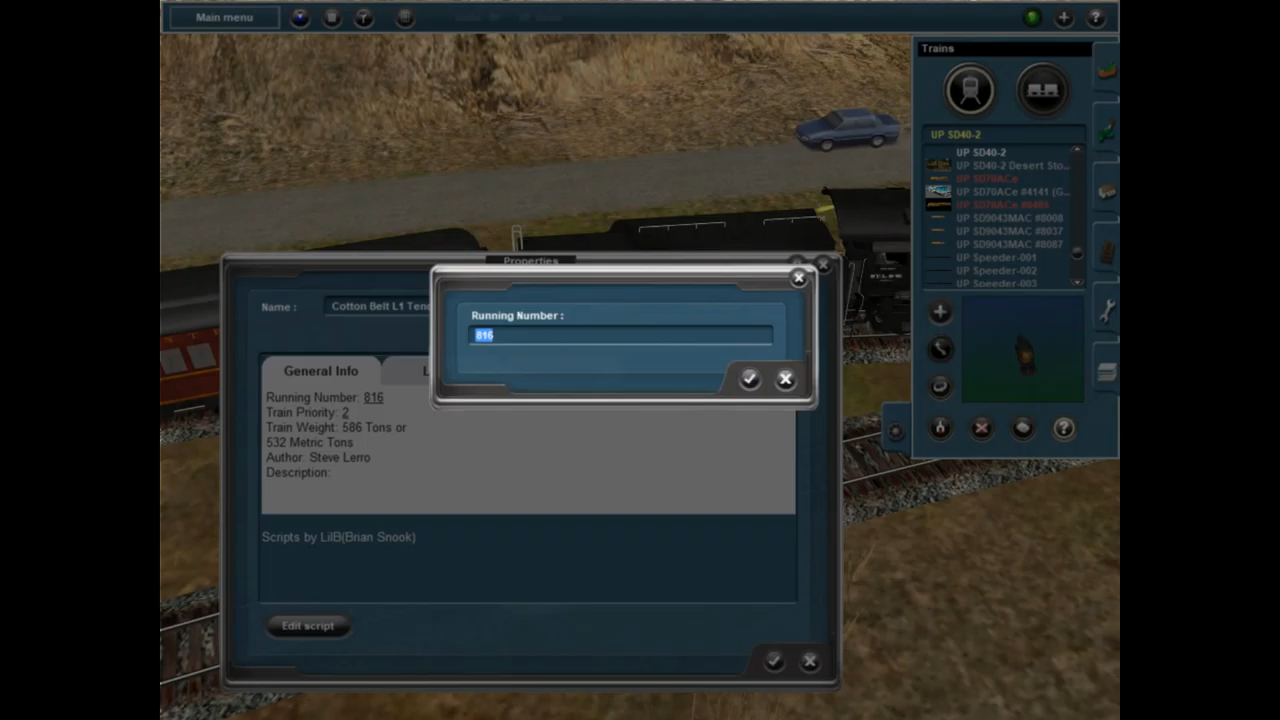 Main menu
Trains
UP SD40-2
UP SD40-2
UP SD40-2 Desert Sto...
UP SD70ACe
UP SD70ACe #4141 (G...
UP SD9043MAC #8008
UP SD9043MAC #8037
UP SD9043MAC #8087
UP Speeder-001
UP Speeder-002
UP Speeder-003
Properties
Name :
Cotton Belt L1 Tend
Running Number :
816
General Info
L
Running Number: 816
Train Priority: 2
Train Weight: 586 Tons or
532 Metric Tons
Author: Steve Lerro
Description:
Scripts by LilB(Brian Snook)
Edit script